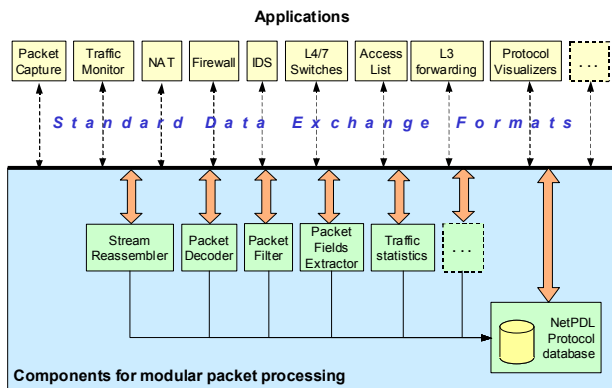 Applications
Packet
Capture
Traffic
Monitor
NAT
Firewall
IDS
L4/7
Switches
Access
List
L3
forwarding
Protocol
Visualizers
. . .
Standard Data Exchange Formats
Stream
Reassembler
Packet
Decoder
Packet
Filter
Packet
Fields
Extractor
Traffic
statistics
. . .
NetPDL
Protocol
database
Components for modular packet processing